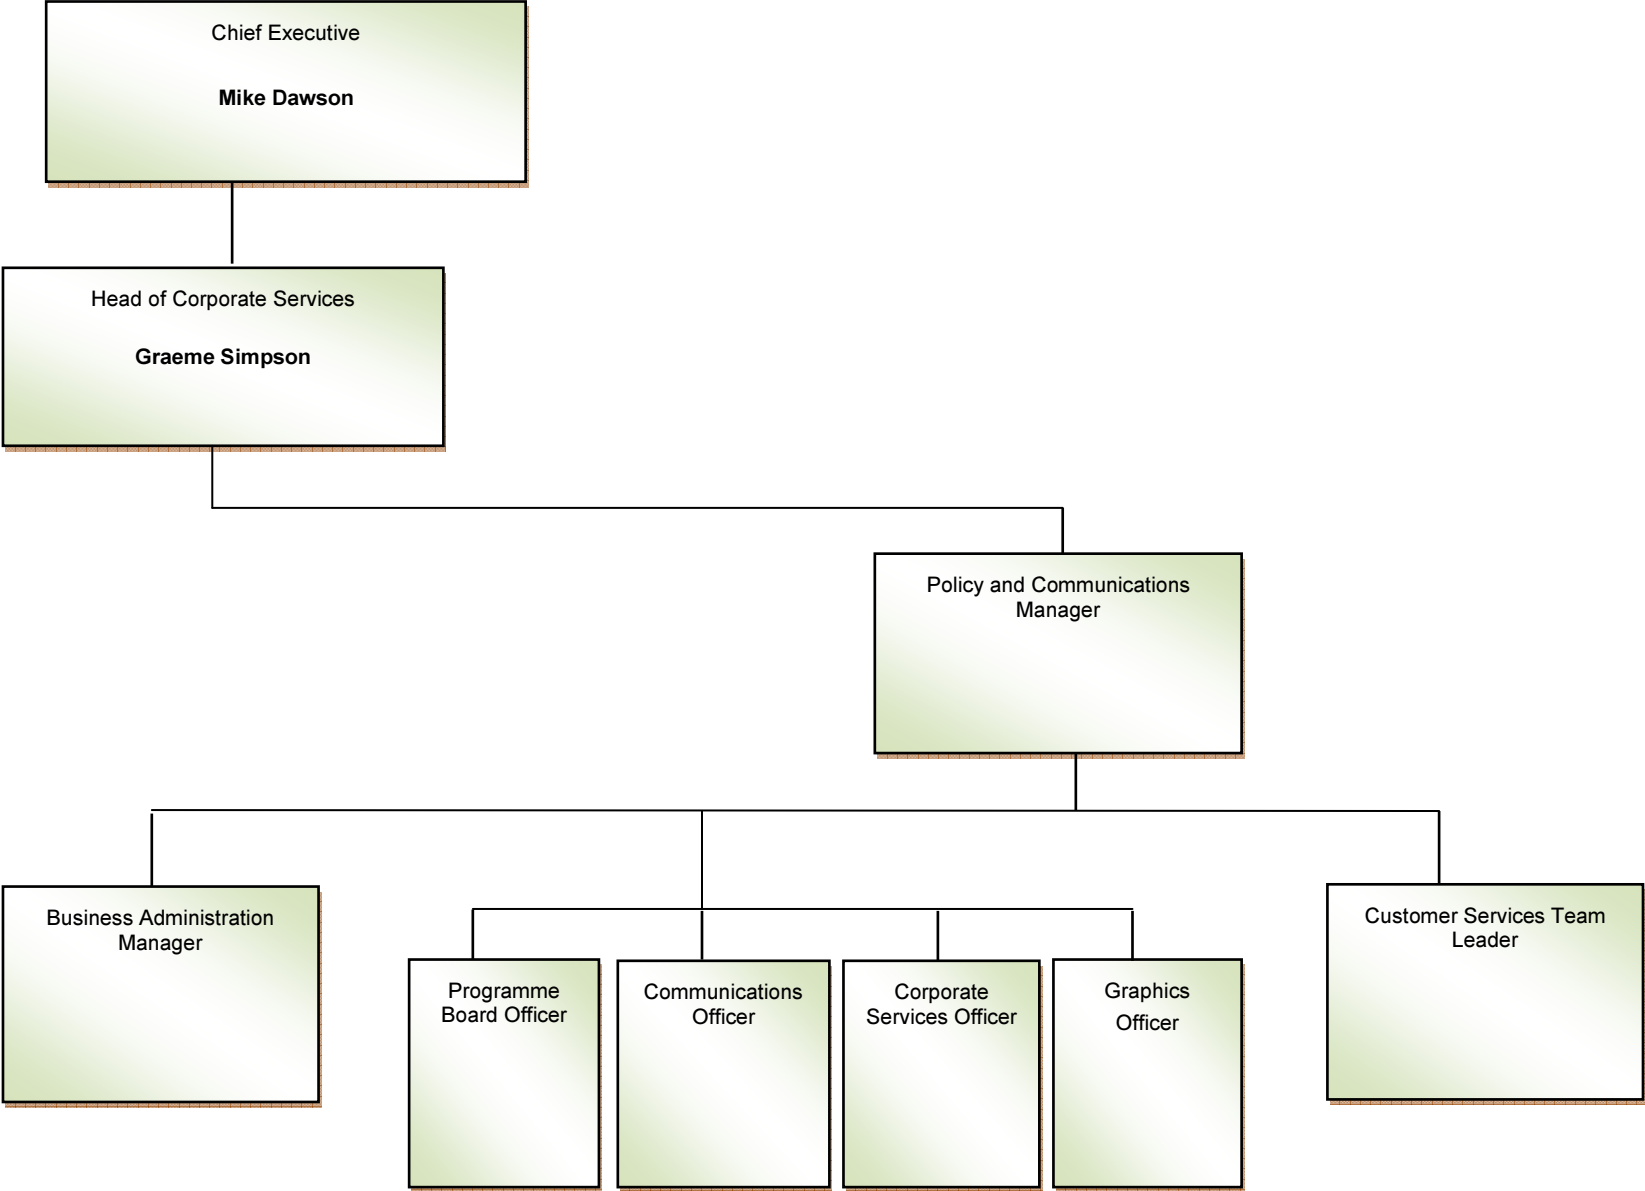 Chief Executive
Mike Dawson
Head of Corporate Services
Graeme Simpson
Policy and Communications
Manager
Business Administration
Manager
Programme
Board Officer
Communications
Officer
Corporate
Services Officer
Graphics
Officer
Customer Services Team
Leader